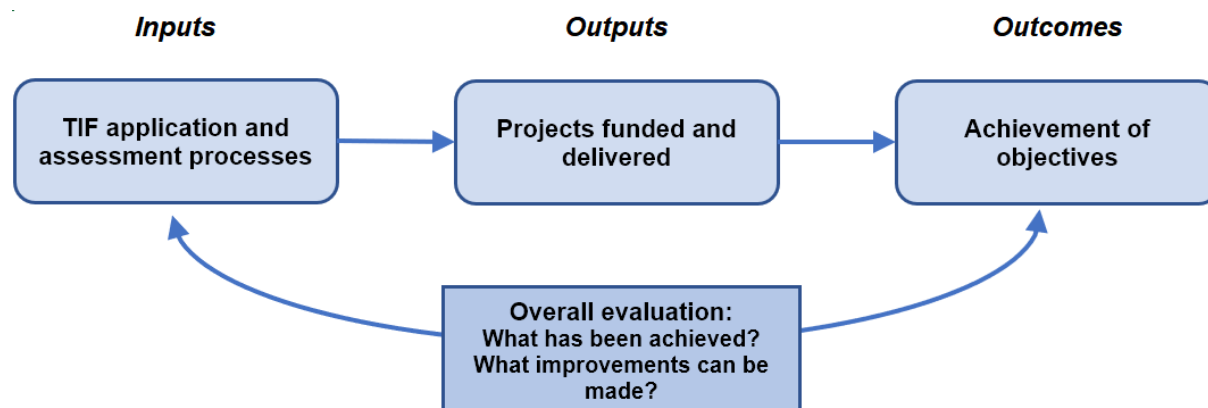 Inputs
Outputs
Outcomes
TIF application and
assessment processes
Projects funded and
delivered
Achievement of
objectives
Overall evaluation:
What has been achieved?
What improvements can be
made?